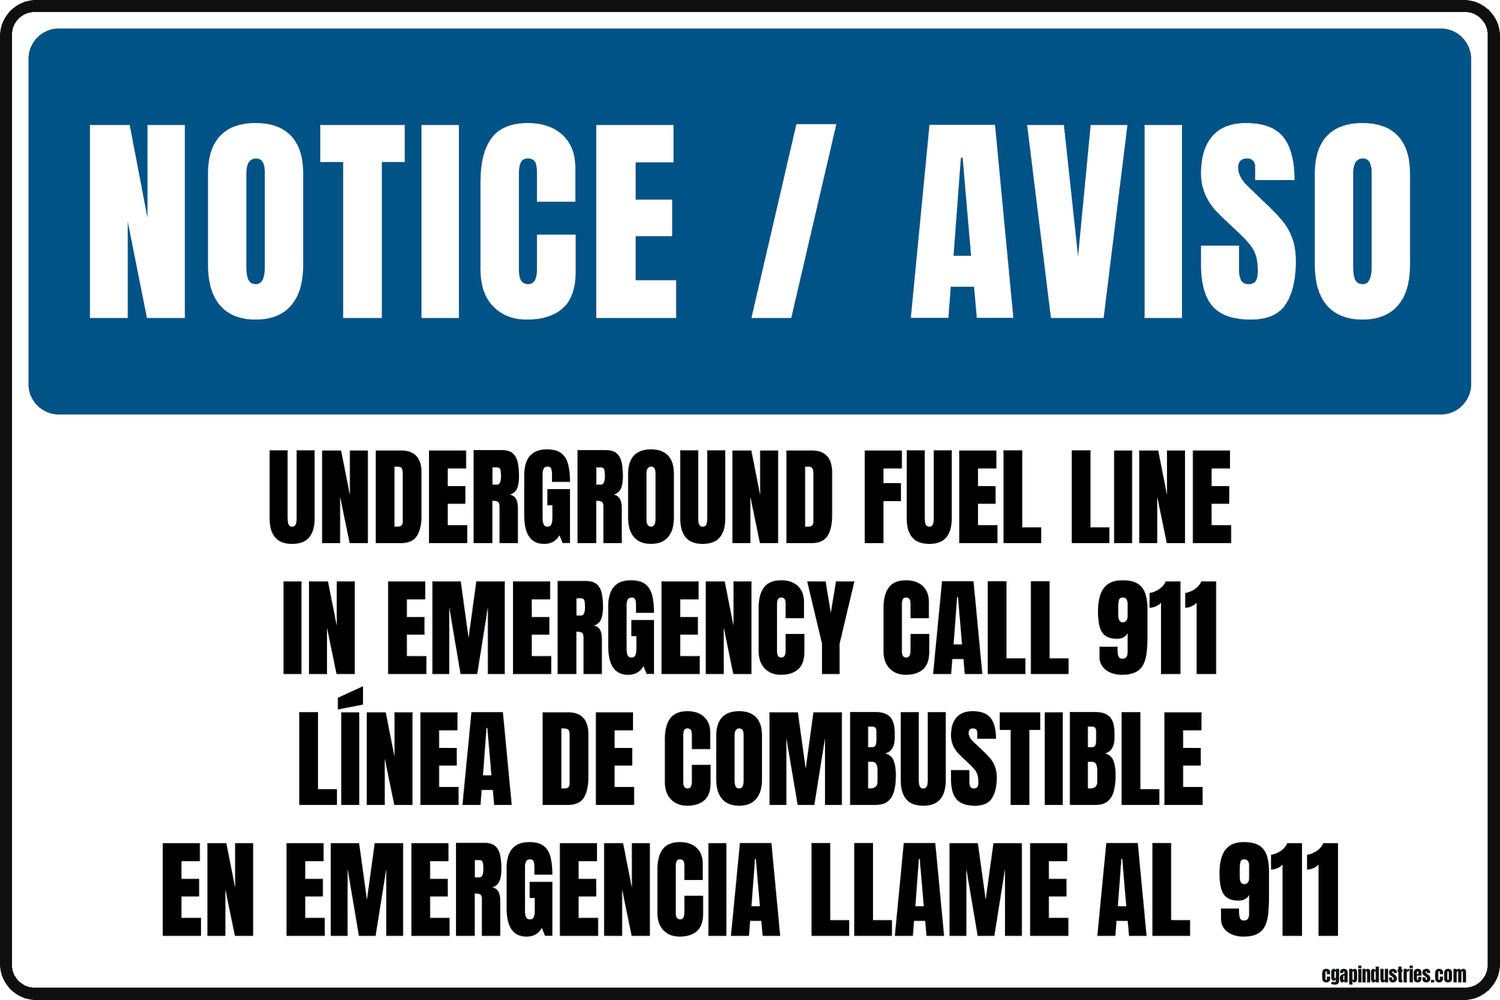 NOTICE / AVISO
UNDERGROUND FUEL LINE
IN EMERGENCY CALL 911
LÍNEA DE COMBUSTIBLE
EN EMERGENCIA LLAME AL 911
cgapindustries.com